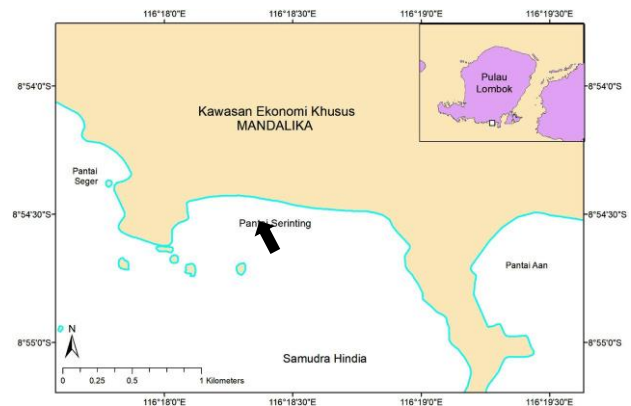 116°18'0"E 116°18'30"E 116°19'0"E 116°19'30"E
8°54'0"S 8°54'0"S
Pulau
Lombok
Kawasan Ekonomi Khusus
MANDALIKA
Pantai
Seger
8°54'30"S 8°54'30"S
Pantai Serinting
Pantai Aan
8°55'0"S 8°55'0"S
N
Samudra Hindia
0 0.25 0.5 1 Kilometers
116°18'0"E 116°18'30"E 116°19'0"E 116°19'30"E